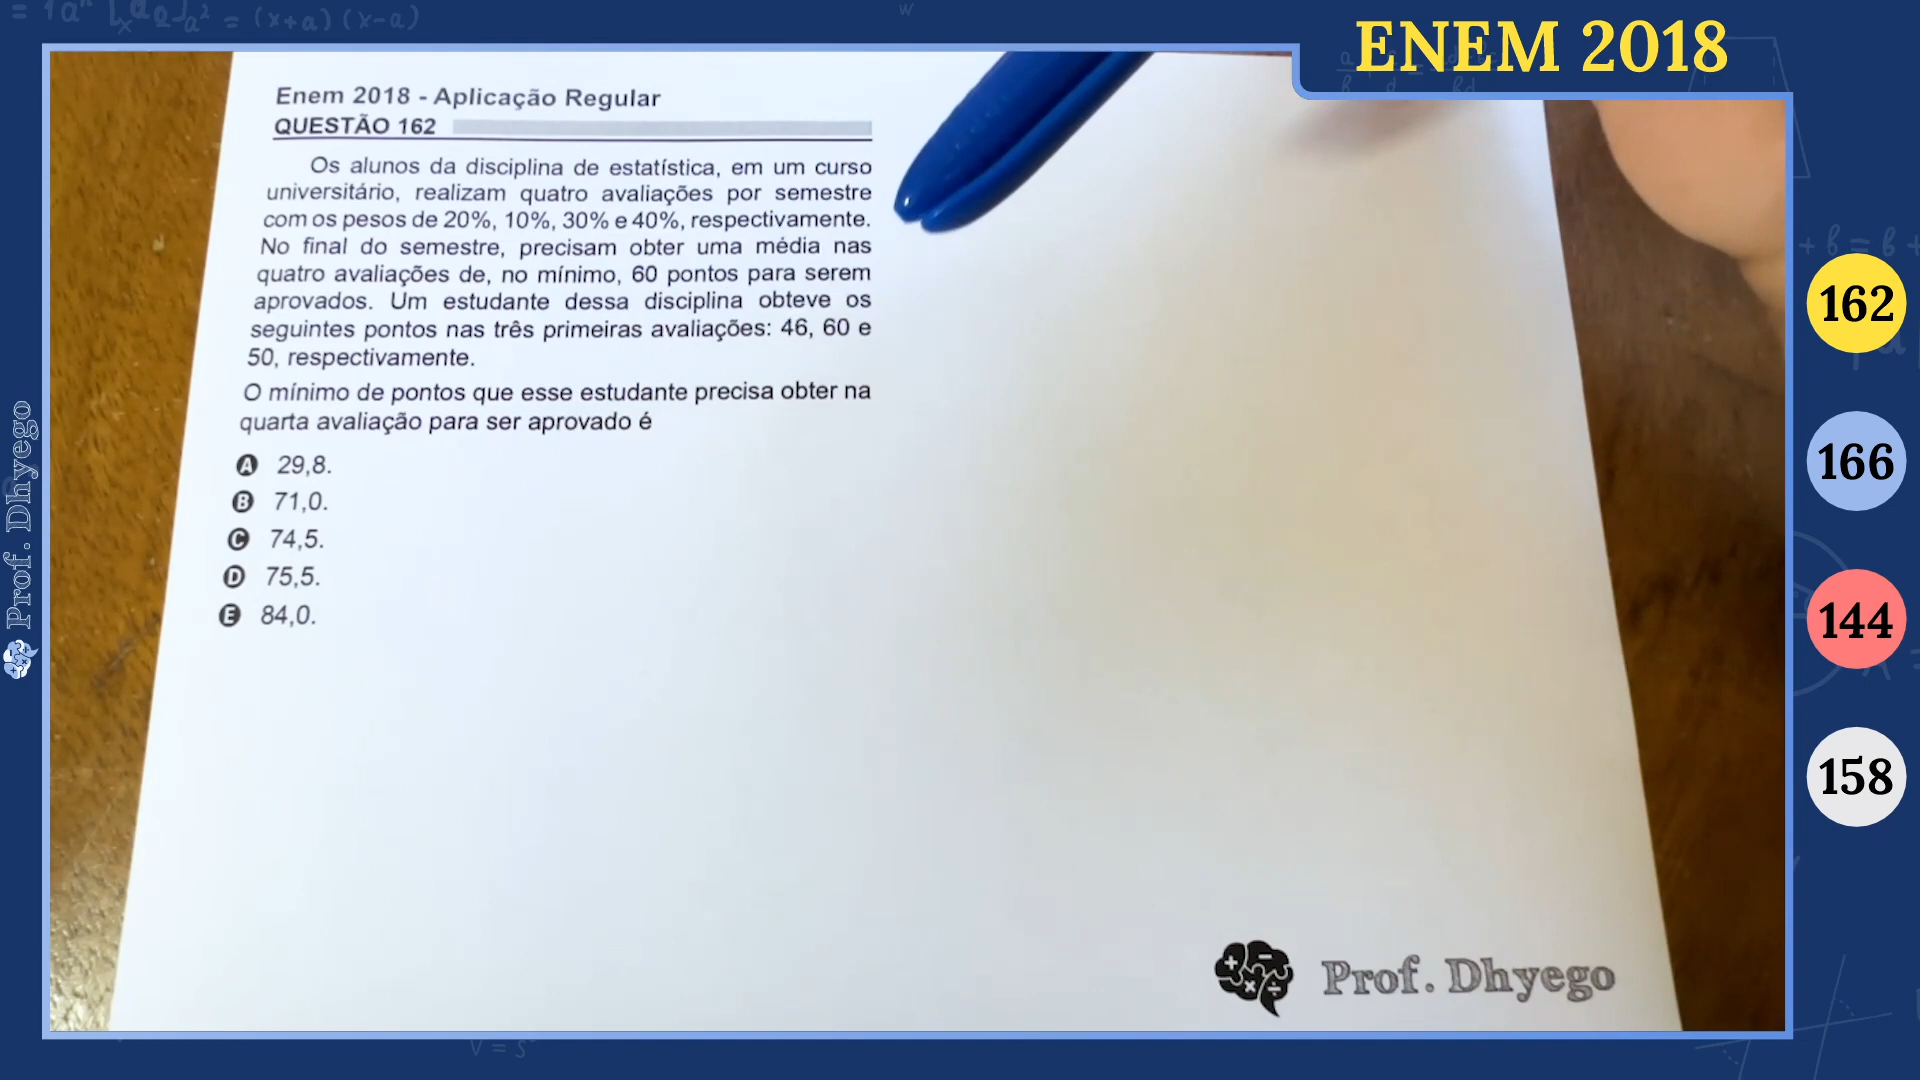 ENEM 2018
Enem 2018 - Aplicação Regular
QUESTÃO 162
Os alunos da disciplina de estatística, em um curso
universitário, realizam quatro avaliações por semestre
com os pesos de 20%, 10%, 30% e 40%, respectivamente.
No final do semestre, precisam obter uma média nas
quatro avaliações de, no mínimo, 60 pontos para serem
aprovados. Um estudante dessa disciplina obteve os
seguintes pontos nas três primeiras avaliações: 46, 60 e
50, respectivamente.
O mínimo de pontos que esse estudante precisa obter na
quarta avaliação para ser aprovado é
A 29,8.
B 71,0.
C 74,5.
D 75,5.
E 84,0.
162
166
144
158
Prof. Dhyego
Prof. Dhyego